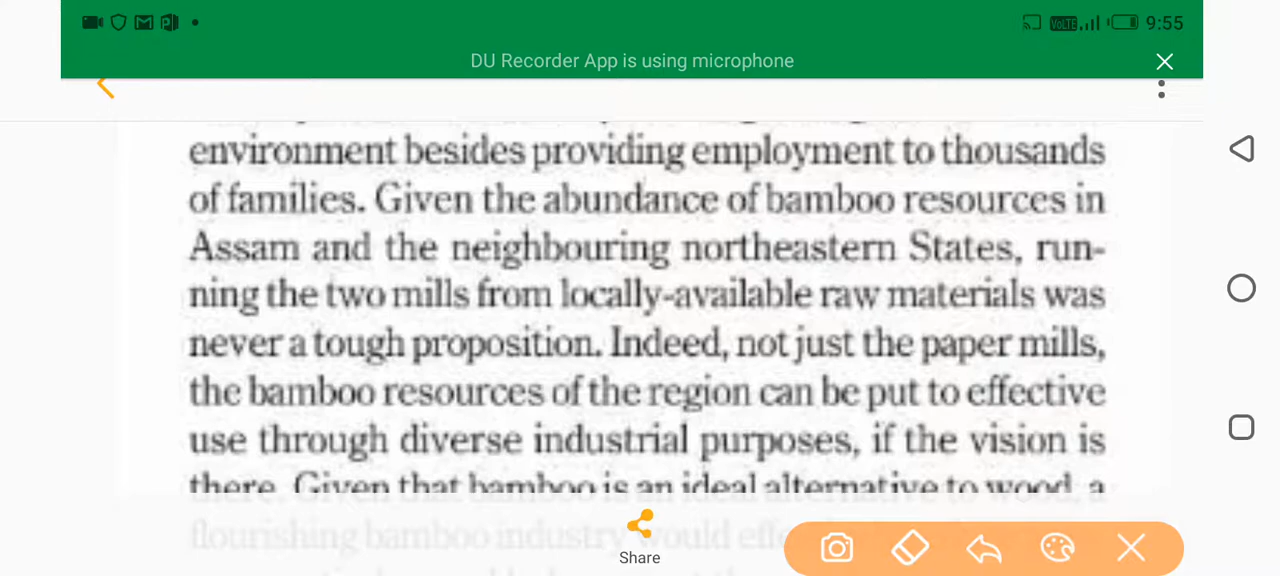 VoLTE 9:55
DU Recorder App is using microphone
environment besides providing employment to thousands
of families. Given the abundance of bamboo resources in
Assam and the neighbouring northeastern States, run-
ning the two mills from locally-available raw materials was
never a tough proposition. Indeed, not just the paper mills,
the bamboo resources of the region can be put to effective
use through diverse industrial purposes, if the vision is
there. Given that bamboo is an ideal alternative to wood, a
flourishing bamboo industry would
Share